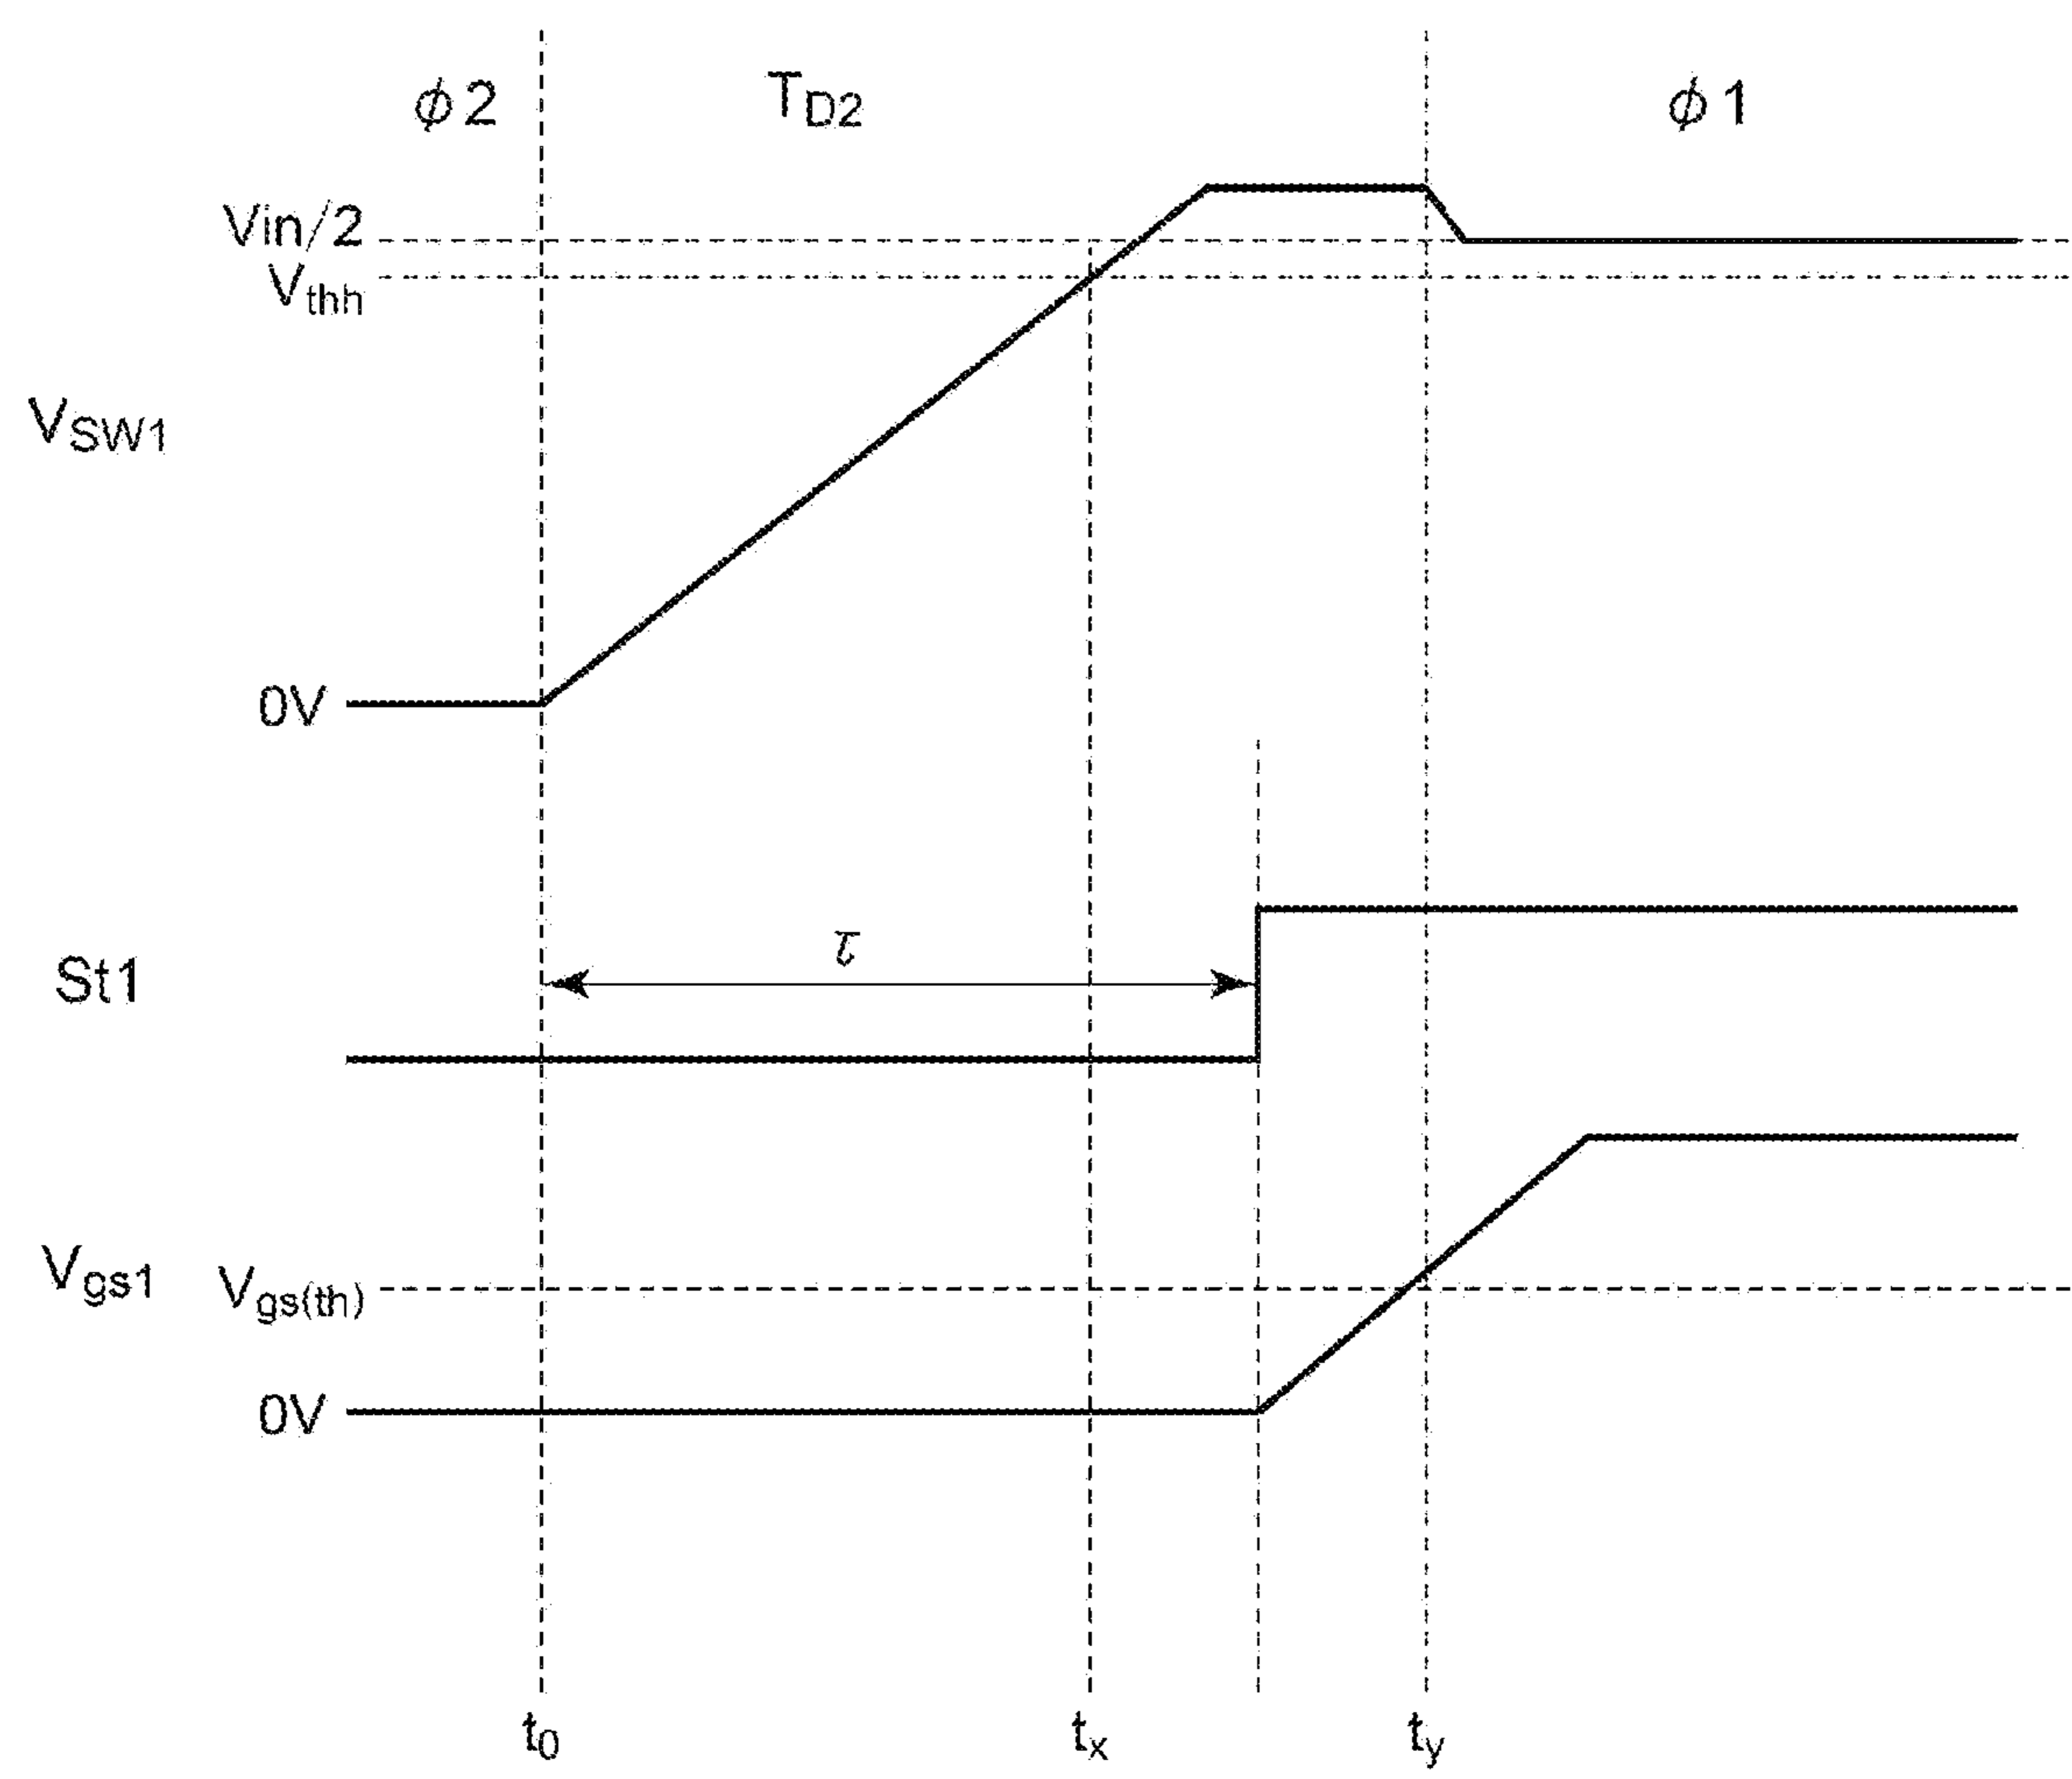 ϕ2 T_D2 ϕ1
Vin/2
V_thh
V_SW1
0V
τ
St1
V_gs1 V_gs(th)
0V
t_0 t_x t_y